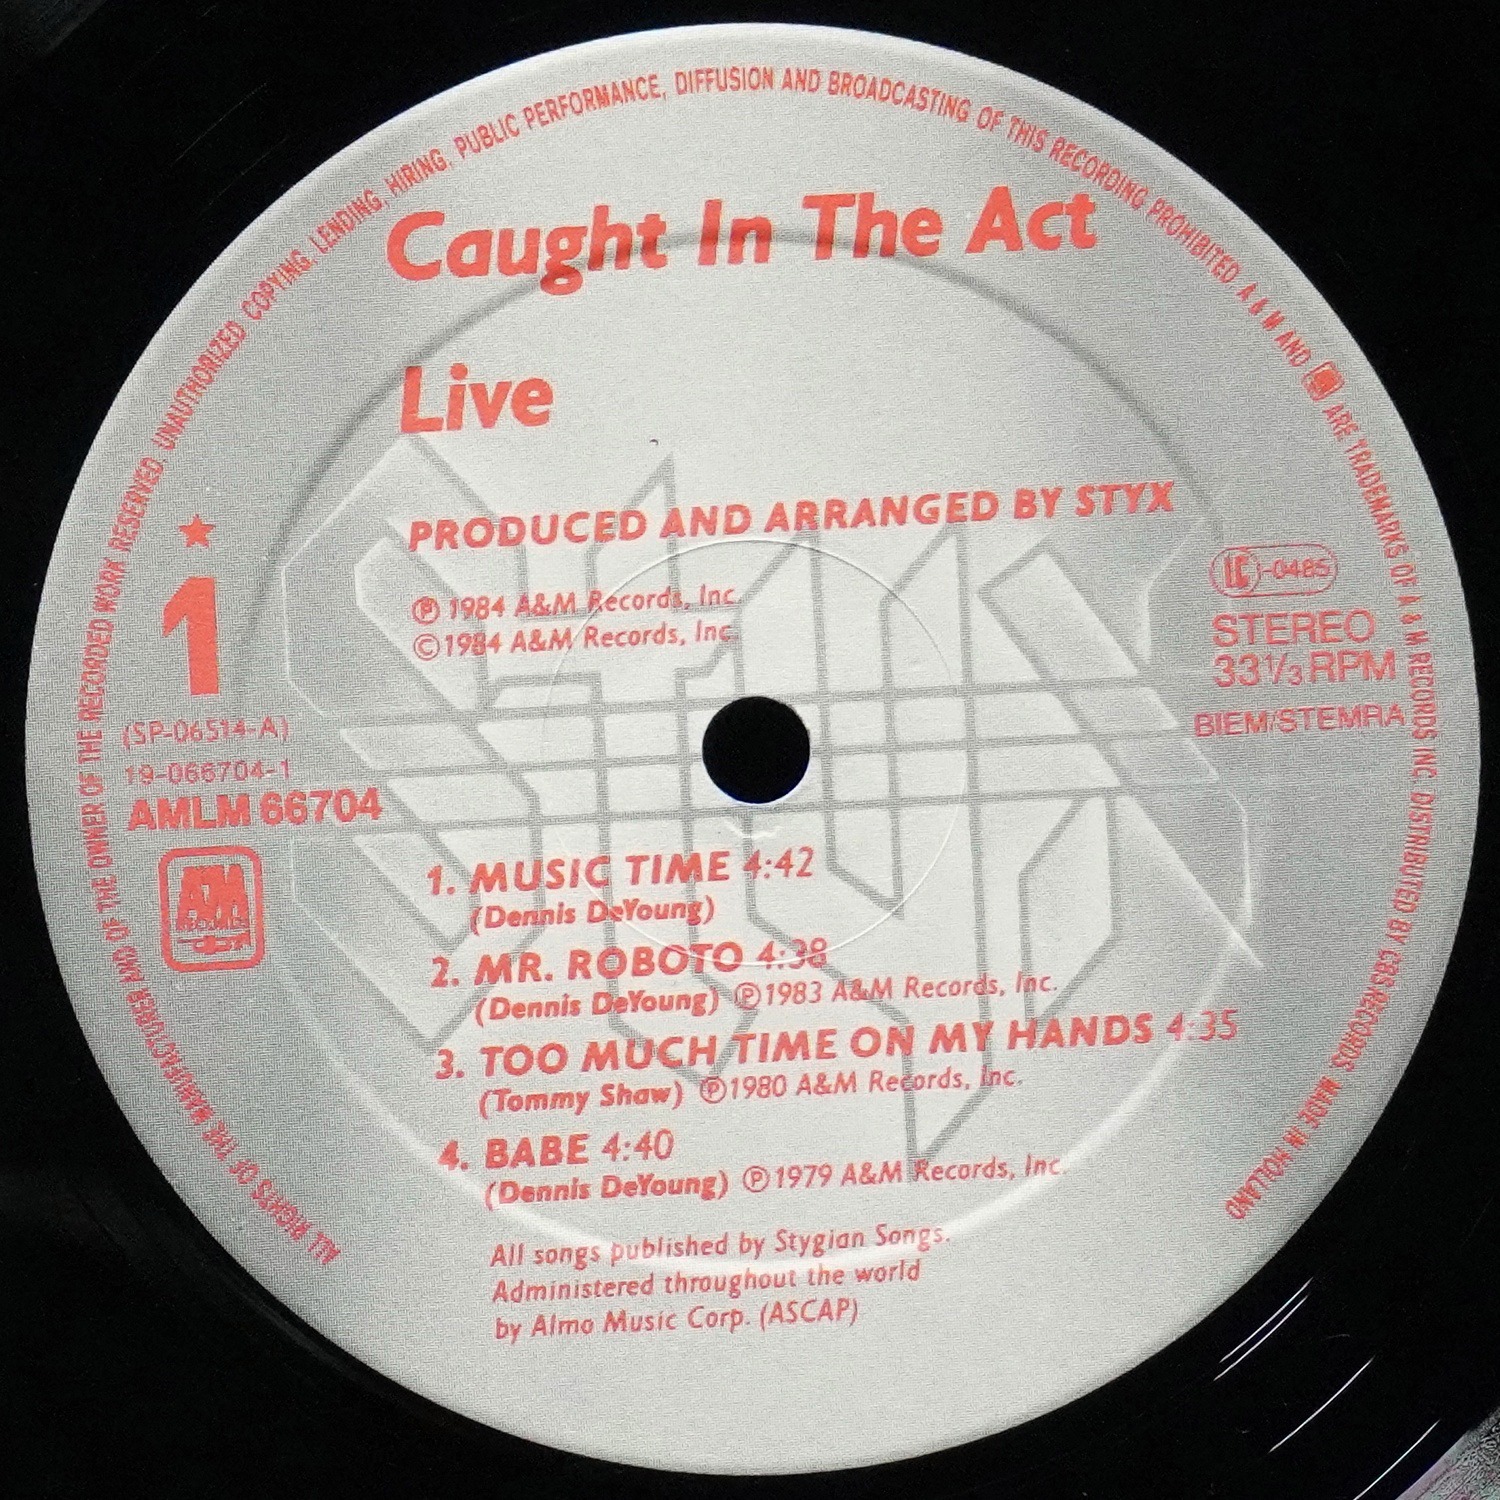 ALL RIGHTS OF THE MANUFACTURER AND OF THE OWNER OF THE RECORDED WORK RESERVED. UNAUTHORIZED COPYING, LENDING, HIRING, PUBLIC PERFORMANCE, DIFFUSION AND BROADCASTING OF THIS RECORDING PROHIBITED A & M AND ARE TRADEMARKS OF A & M RECORDS INC. DISTRIBUTED BY CBS RECORDS. MADE IN HOLLAND
Caught In The Act
Live
PRODUCED AND ARRANGED BY STYX
℗ 1984 A&M Records, Inc.
© 1984 A&M Records, Inc.
★
1
(SP-06514-A)
19-066704-1
AMLM 66704
A&M
RECORDS
LC-0485
STEREO
33 1/3 RPM
BIEM/STEMRA
STYX
1. MUSIC TIME 4:42
(Dennis DeYoung)
2. MR. ROBOTO 4:38
(Dennis DeYoung) ℗1983 A&M Records, Inc.
3. TOO MUCH TIME ON MY HANDS 4:35
(Tommy Shaw) ℗1980 A&M Records, Inc.
4. BABE 4:40
(Dennis DeYoung) ℗1979 A&M Records, Inc.
All songs published by Stygian Songs.
Administered throughout the world
by Almo Music Corp. (ASCAP)